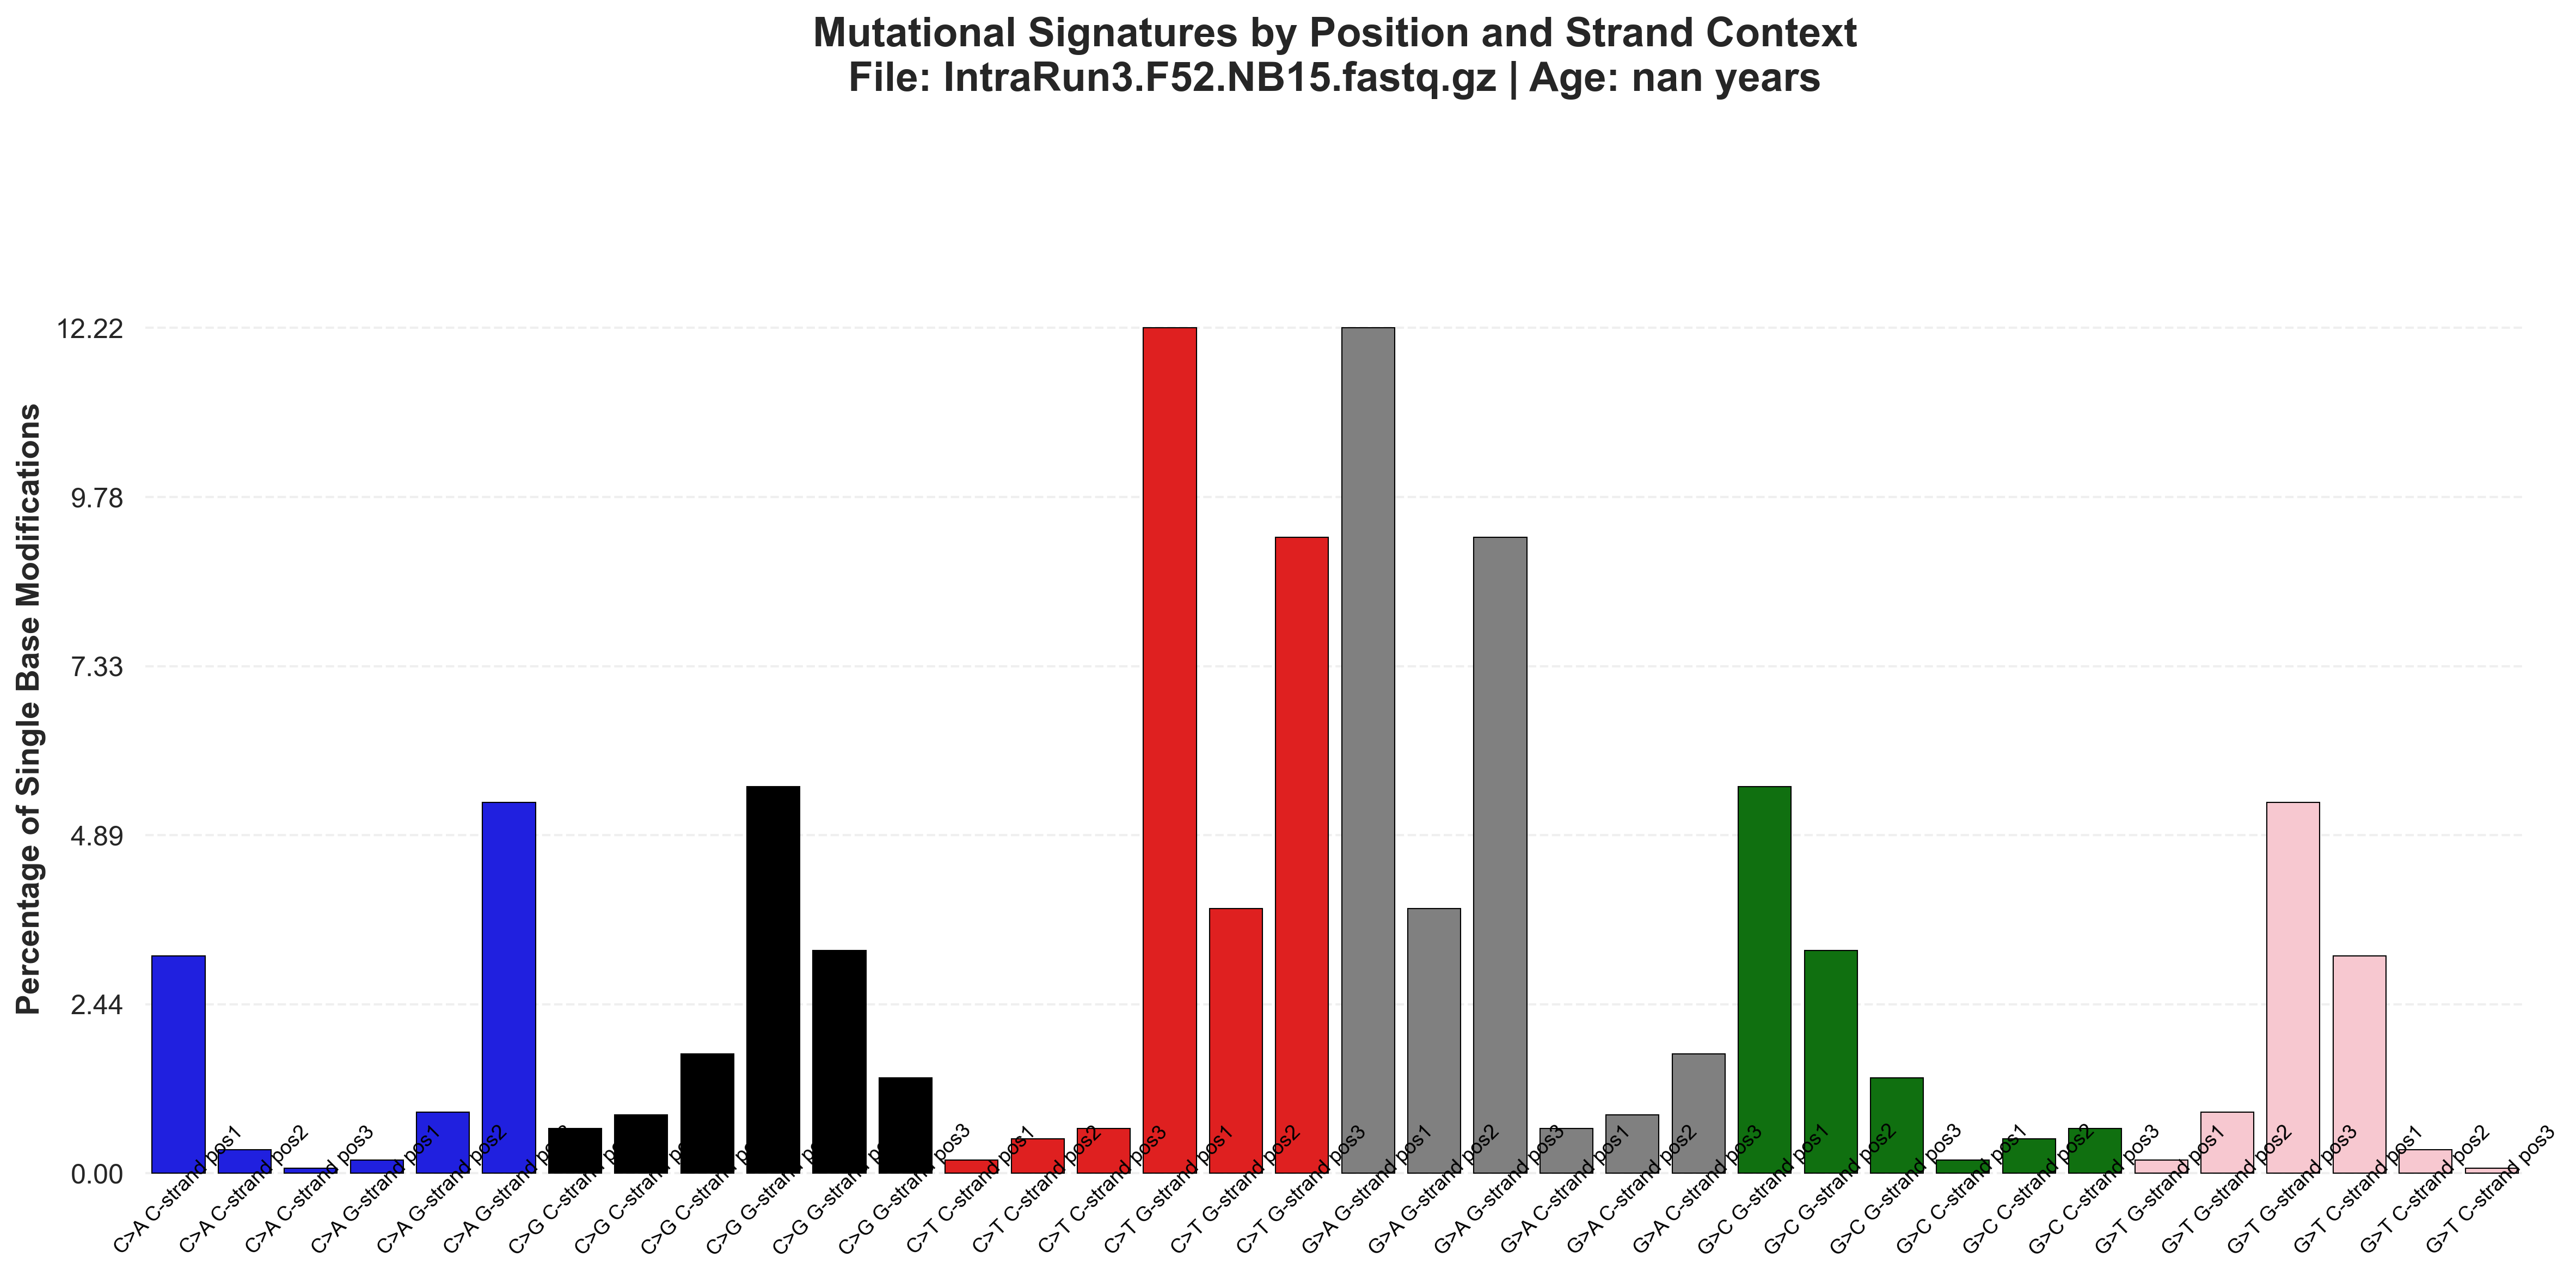 Mutational Signatures by Position and Strand Context
File: IntraRun3.F52.NB15.fastq.gz | Age: nan years
Percentage of Single Base Modifications
12.22
9.78
7.33
4.89
2.44
0.00
C>A C-strand pos1
C>A C-strand pos2
C>A C-strand pos3
C>A G-strand pos1
C>A G-strand pos2
C>A G-strand pos3
C>G C-strand
C>G C-strand
C>G C-strand
C>G G-strand
C>G G-strand
C>G G-strand pos3
C>T C-strand pos1
C>T C-strand pos2
C>T C-strand pos3
C>T G-strand pos1
C>T G-strand pos2
C>T G-strand pos3
G>A G-strand pos1
G>A G-strand pos2
G>A G-strand pos3
G>A C-strand pos1
G>A C-strand pos2
G>A C-strand pos3
G>C G-strand pos1
G>C G-strand pos2
G>C G-strand pos3
G>C C-strand pos1
G>C C-strand pos2
G>C C-strand pos3
G>T G-strand pos1
G>T G-strand pos2
G>T G-strand pos3
G>T C-strand pos1
G>T C-strand pos2
G>T C-strand pos3